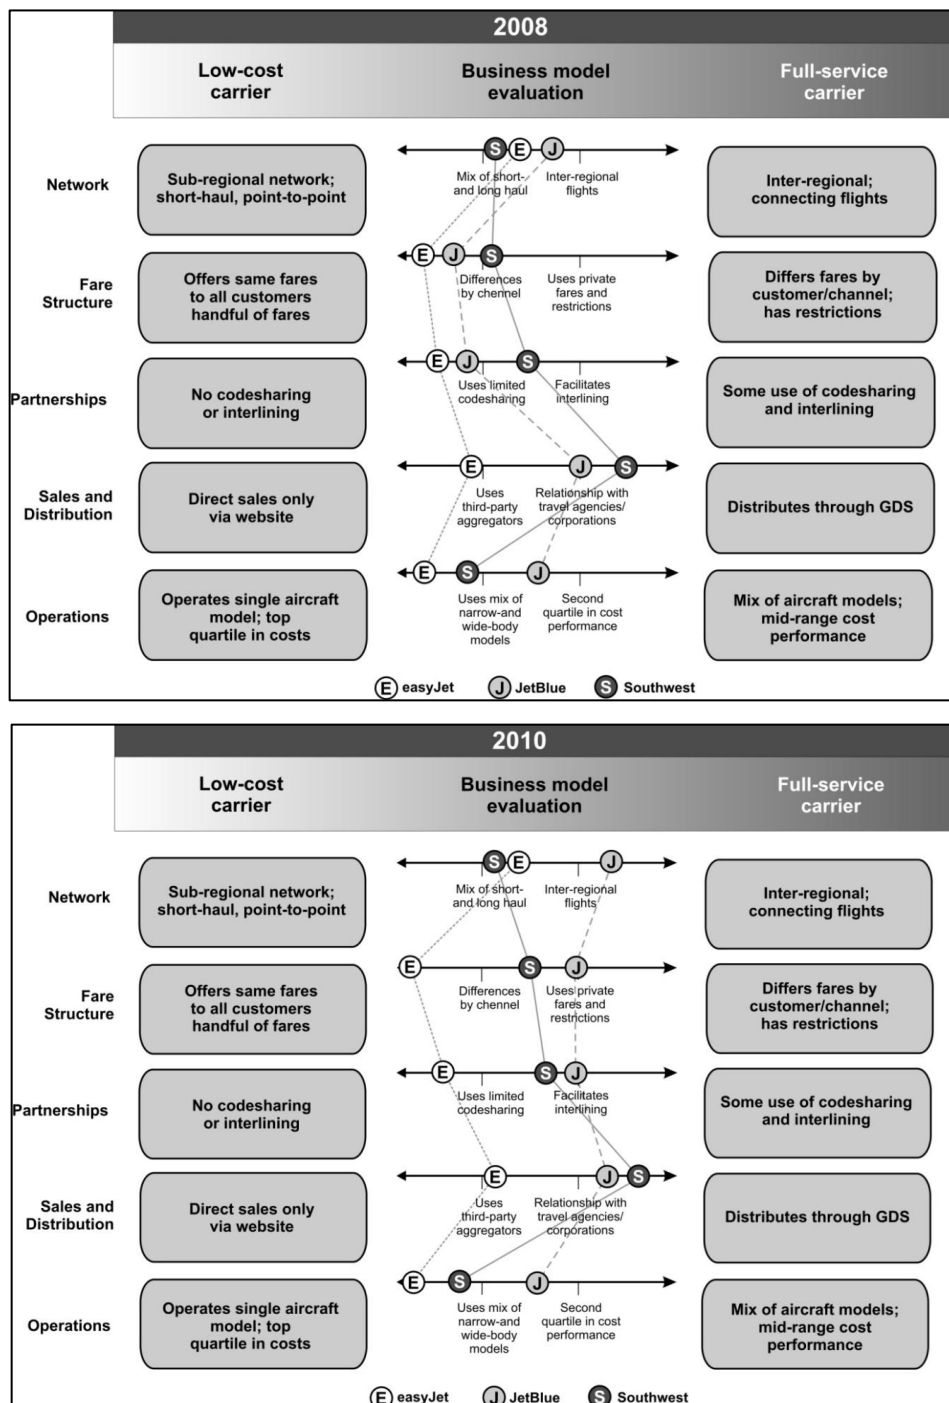 2008
Low-cost
carrier
Business model
evaluation
Full-service
carrier
Network
Sub-regional network;
short-haul, point-to-point
S E J
Mix of short-
and long haul
Inter-regional
flights
Inter-regional;
connecting flights
Fare
Structure
Offers same fares
to all customers
handful of fares
E J S
Differences
by chennel
Uses private
fares and
restrictions
Differs fares by
customer/channel;
has restrictions
Partnerships
No codesharing
or interlining
E J S
Uses limited
codesharing
Facilitates
interlining
Some use of codesharing
and interlining
Sales and
Distribution
Direct sales only
via website
E J S
Uses
third-party
aggregators
Relationship with
travel agencies/
corporations
Distributes through GDS
Operations
Operates single aircraft
model; top
quartile in costs
E S J
Uses mix of
narrow-and
wide-body
models
Second
quartile in cost
performance
Mix of aircraft models;
mid-range cost
performance
E easyJet J JetBlue S Southwest
2010
Low-cost
carrier
Business model
evaluation
Full-service
carrier
Network
Sub-regional network;
short-haul, point-to-point
S E J
Mix of short-
and long haul
Inter-regional
flights
Inter-regional;
connecting flights
Fare
Structure
Offers same fares
to all customers
handful of fares
E S J
Differences
by chennel
Uses private
fares and
restrictions
Differs fares by
customer/channel;
has restrictions
Partnerships
No codesharing
or interlining
E S J
Uses limited
codesharing
Facilitates
interlining
Some use of codesharing
and interlining
Sales and
Distribution
Direct sales only
via website
E J S
Uses
third-party
aggregators
Relationship with
travel agencies/
corporations
Distributes through GDS
Operations
Operates single aircraft
model; top
quartile in costs
E S J
Uses mix of
narrow-and
wide-body
models
Second
quartile in cost
performance
Mix of aircraft models;
mid-range cost
performance
E easyJet J JetBlue S Southwest